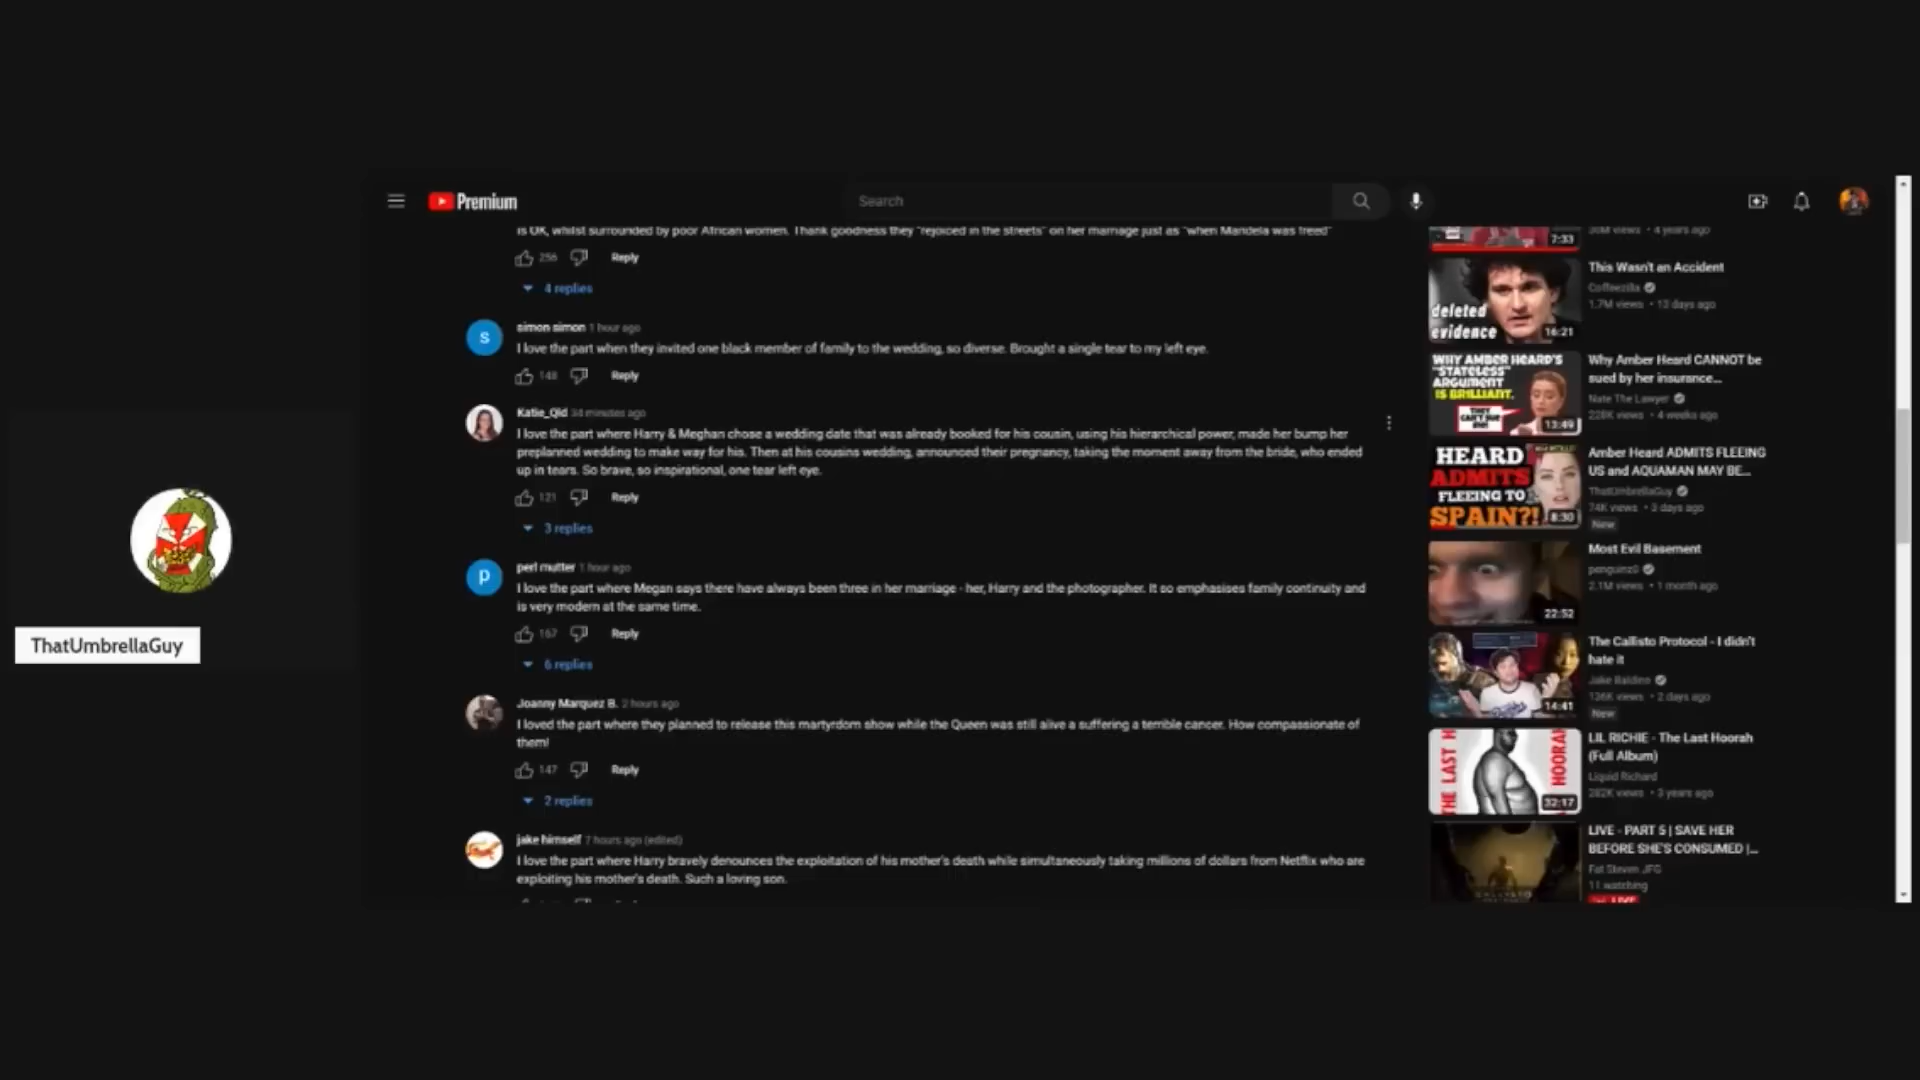 Premium
Search
is OK, whilst surrounded by poor African women. Thank goodness they "rejoiced in the streets" on her marriage just as "when Mandela was freed"
256
Reply
4 replies
S
simon simon 1 hour ago
I love the part when they invited one black member of family to the wedding, so diverse. Brought a single tear to my left eye.
148
Reply
Katie_Qld 34 minutes ago
I love the part where Harry & Meghan chose a wedding date that was already booked for his cousin, using his hierarchical power, made her bump her
preplanned wedding to make way for his. Then at his cousins wedding, announced their pregnancy, taking the moment away from the bride, who ended
up in tears. So brave, so inspirational, one tear left eye.
121
Reply
3 replies
p
perl mutter 1 hour ago
I love the part where Megan says there have always been three in her marriage - her, Harry and the photographer. It so emphasises family continuity and
is very modern at the same time.
167
Reply
6 replies
Joanny Marquez B. 2 hours ago
I loved the part where they planned to release this martyrdom show while the Queen was still alive a suffering a terrible cancer. How compassionate of
them!
147
Reply
2 replies
jake himself 7 hours ago (edited)
I love the part where Harry bravely denounces the exploitation of his mother's death while simultaneously taking millions of dollars from Netflix who are
exploiting his mother's death. Such a loving son.
ThatUmbrellaGuy
7:33
views • 4 years ago
deleted
evidence
16:21
This Wasn't an Accident
Coffeezilla
1.7M views • 12 days ago
WHY AMBER HEARD'S
"STATELESS"
ARGUMENT
IS BRILLIANT.
THEY
13:49
Why Amber Heard CANNOT be
sued by her insurance...
Nate The Lawyer
228K views • 4 weeks ago
HEARD
ADMITS
FLEEING TO
SPAIN?!
8:30
Amber Heard ADMITS FLEEING
US and AQUAMAN MAY BE...
ThatUmbrellaGuy
74K views • 3 days ago
New
22:52
Most Evil Basement
penguinz0
2.1M views • 1 month ago
14:41
The Callisto Protocol - I didn't
hate it
Jake Baldino
136K views • 2 days ago
New
THE LAST H
HOORAH
32:17
LIL RICHIE - The Last Hoorah
(Full Album)
Liquid Richard
282K views • 3 years ago
LIVE - PART 5 | SAVE HER
BEFORE SHE'S CONSUMED |...
Fat Steven JFG
11 watching
LIVE